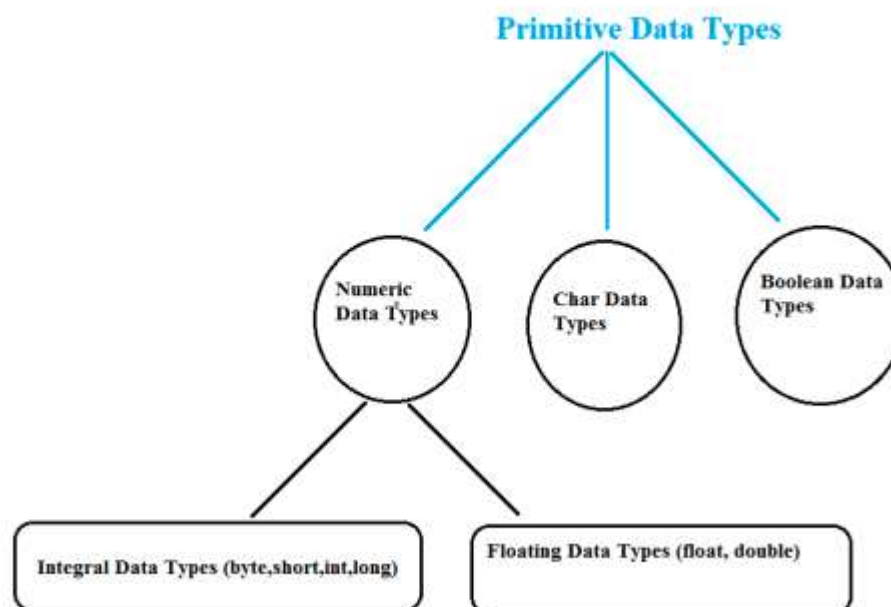 Primitive Data Types
Numeric
Data Types
Char Data
Types
Boolean Data
Types
Integral Data Types (byte,short,int,long)
Floating Data Types (float, double)